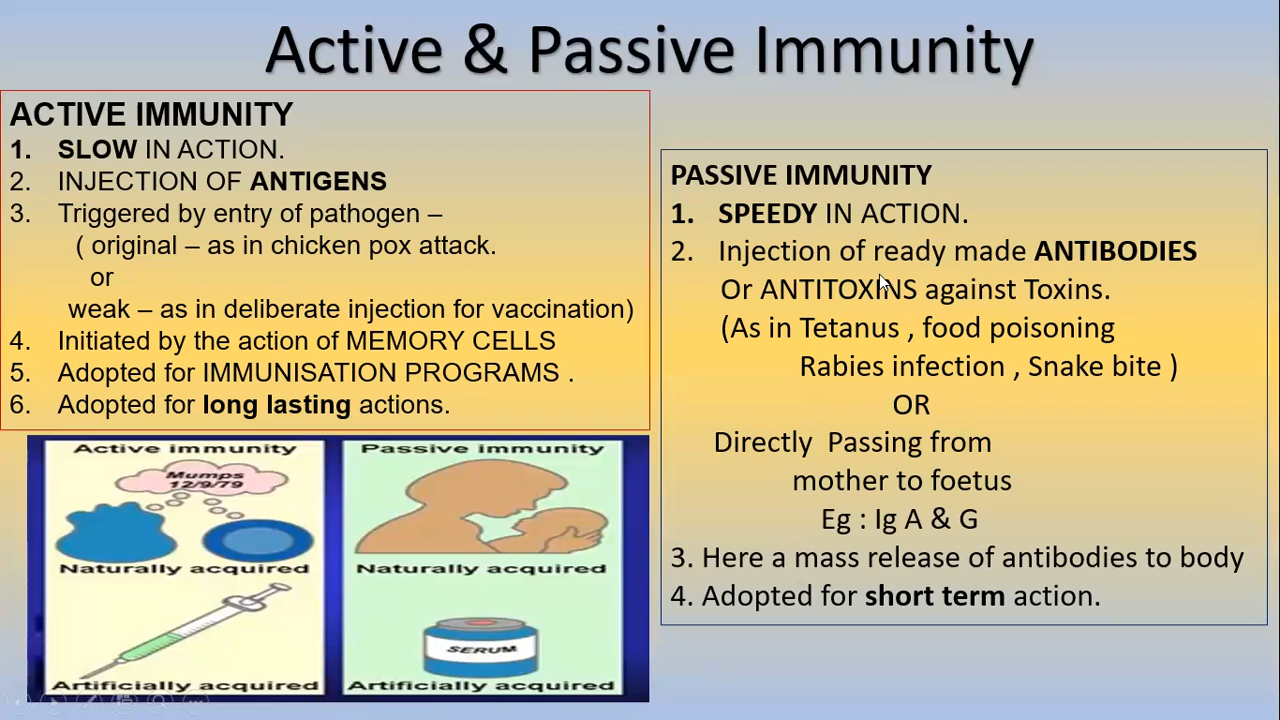 Active & Passive Immunity
ACTIVE IMMUNITY
1. SLOW IN ACTION.
2. INJECTION OF ANTIGENS
3. Triggered by entry of pathogen –
( original – as in chicken pox attack.
or
weak – as in deliberate injection for vaccination)
4. Initiated by the action of MEMORY CELLS
5. Adopted for IMMUNISATION PROGRAMS .
6. Adopted for long lasting actions.
PASSIVE IMMUNITY
1. SPEEDY IN ACTION.
2. Injection of ready made ANTIBODIES
Or ANTITOXINS against Toxins.
(As in Tetanus , food poisoning
Rabies infection , Snake bite )
OR
Directly Passing from
mother to foetus
Eg : Ig A & G
3. Here a mass release of antibodies to body
4. Adopted for short term action.
Active immunity
Mumps
12/9/79
Naturally acquired
Artificially acquired
Passive immunity
Naturally acquired
SERUM
Artificially acquired